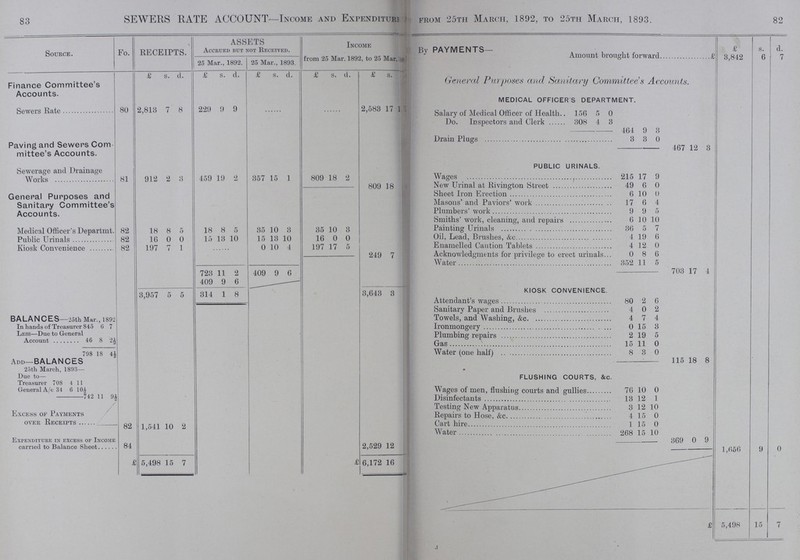 83 SEWERS RATE ACCOUNT—INCOME AND EXPENDITURE FROM 25TH MARCH, 1892, TO 25TH MARCH, 1893. 82
SOURCE. Fo. RECEIPTS. ASSETS ACCRUED BUT NOT RECEIVED. INCOME
25 Mar., 1892. 25 Mar., 1893. from 25 Mar. 1892, to 25 Mar.
£ s. d. £ s. d. £ s. d. £ s. d. £ s.
Finance Committee's
Accounts.
Sewers Rate 80 2,813 7 8 229 9 9 ...... ...... 2,583 17
Paving and Sewers Com
mittee's Accounts.
Sewerage and Drainage
Works 81 912 2 3 459 19 2 357 15 1 809 18 2
809 18
General Purposes and
Sanitary Committee's
Accounts.
Medical Officer's Departmt. 82 18 8 5 18 8 5 35 10 3 35 10 3
Public Urinals 82 16 0 0 15 13 10 15 13 10 16 0 0
Kiosk Convenience 82 197 7 1 ...... 0 10 4 197 17 5
249 7
723 11 2 409 9 6
409 9 6
3,957 5 5 314 1 8 3,643 3
BALANCES—25th Mar., 1892
In hands of Treasurer 845 6 7
LESS—Due to General
Account 46 8 2½
798 18 4½
ADD—BALANCES
25th March, 1893—
Due to—
Treasurer 708 4 11
General A/c 34 6 10½
742 11 9½
EXCESS OF PAYMENTS
OVER RECEIPTS 82 1,541 10 2
EXPENDITURE IN EXCESS OF INCOME
carried to Balance Sheet 84 2,529 12
£ 5,498 15 7 £ 6,172 16
By PAYMENTS— £ s. d.
Amount brought forward £ 3,842 6 7
General Purposes and Sanitary Committee's Accounts.
MEDICAL OFFICER'S DEPARTMENT.
Salary of Medical Officer of Health.. 156 5 0
Do. Inspectors and Clerk 308 4 3
464 9 3
Drain Plugs 3 3 0
467 12 3
PUBLIC URINALS.
Wages 215 17 9
New Urinal at Rivington Street 49 6 0
Sheet Iron Erection 6 10 0
Masons' and Paviors' work 17 6 4
Plumbers' work 9 9 5
Smiths' work, cleaning, and repairs 6 10 10
Painting Urinals 36 5 7
Oil, Lead, Brushes, &c. 4 19 6
Enamelled Caution Tablets 4 12 0
Acknowledgments for privilege to erect urinals... 0 8 6
Water 352 11 5
703 17 4
KIOSK CONVENIENCE.
Attendant's wages 80 2 6
Sanitary Paper and Brushes 4 0 2
Towels, and Washing, &c. 4 7 4
Ironmongery 0 15 3
Plumbing repairs 2 19 5
Gas 15 11 0
Water (one half) 8 3 0
115 18 8
FLUSHING COURTS, &c.
Wages of men, flushing courts and gullies 76 10 0
Disinfectants 13 12 1
Testing New Apparatus 3 12 10
Repairs to Hose, &c. 4 15 0
Cart hire 1 15 0
Water 268 15 10
369 0 9
1,656 9 0
£ 5,498 15 7